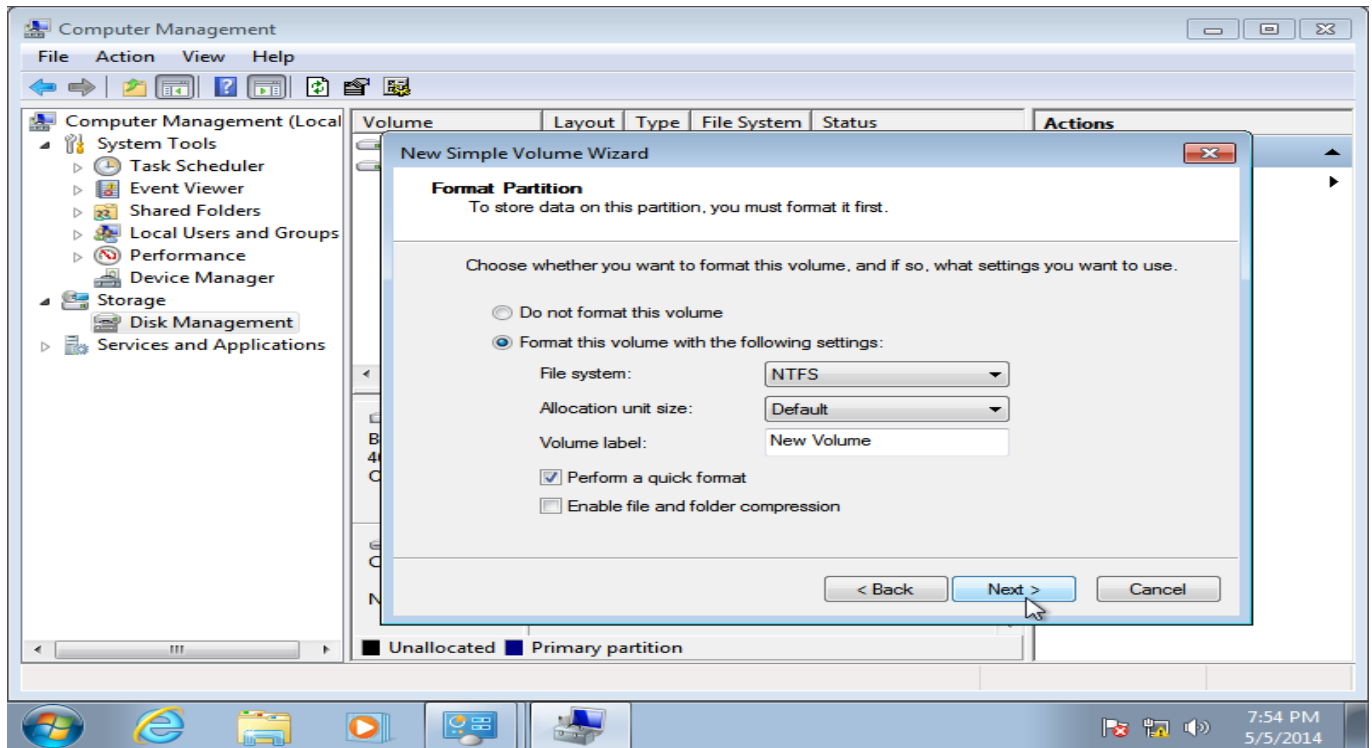 Computer Management
File Action View Help
Computer Management (Local
System Tools
Task Scheduler
Event Viewer
Shared Folders
Local Users and Groups
Performance
Device Manager
Storage
Disk Management
Services and Applications
Volume Layout Type File System Status
Actions
New Simple Volume Wizard
Format Partition
To store data on this partition, you must format it first.
Choose whether you want to format this volume, and if so, what settings you want to use.
Do not format this volume
Format this volume with the following settings:
File system: NTFS
Allocation unit size: Default
Volume label: New Volume
Perform a quick format
Enable file and folder compression
< Back Next > Cancel
Unallocated Primary partition
7:54 PM
5/5/2014